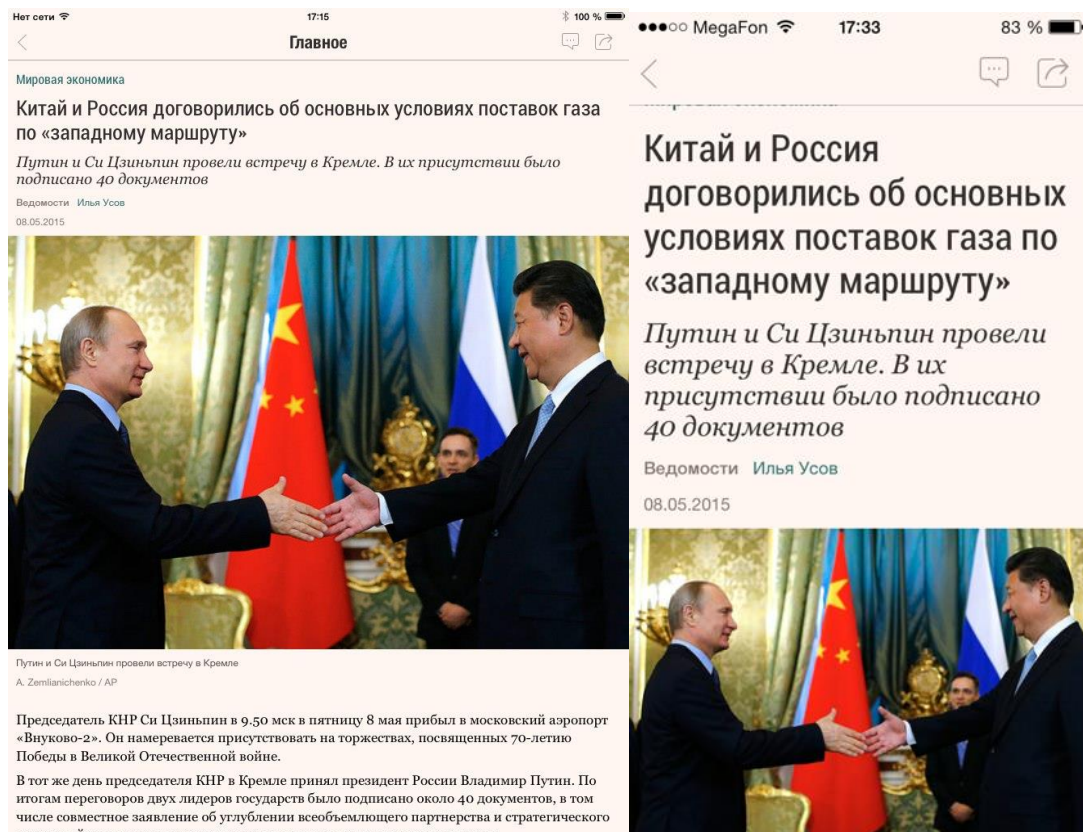 Нет сети
17:15
100 %
Главное
Мировая экономика
Китай и Россия договорились об основных условиях поставок газа
по «западному маршруту»
Путин и Си Цзиньпин провели встречу в Кремле. В их присутствии было
подписано 40 документов
Ведомости Илья Усов
08.05.2015
Путин и Си Цзиньпин провели встречу в Кремле
A. Zemlianichenko / AP
Председатель КНР Си Цзиньпин в 9.50 мск в пятницу 8 мая прибыл в московский аэропорт
«Внуково-2». Он намеревается присутствовать на торжествах, посвященных 70-летию
Победы в Великой Отечественной войне.
В тот же день председателя КНР в Кремле принял президент России Владимир Путин. По
итогам переговоров двух лидеров государств было подписано около 40 документов, в том
числе совместное заявление об углублении всеобъемлющего партнерства и стратегического
MegaFon
17:33
83 %
Китай и Россия
договорились об основных
условиях поставок газа по
«западному маршруту»
Путин и Си Цзиньпин провели
встречу в Кремле. В их
присутствии было подписано
40 документов
Ведомости Илья Усов
08.05.2015